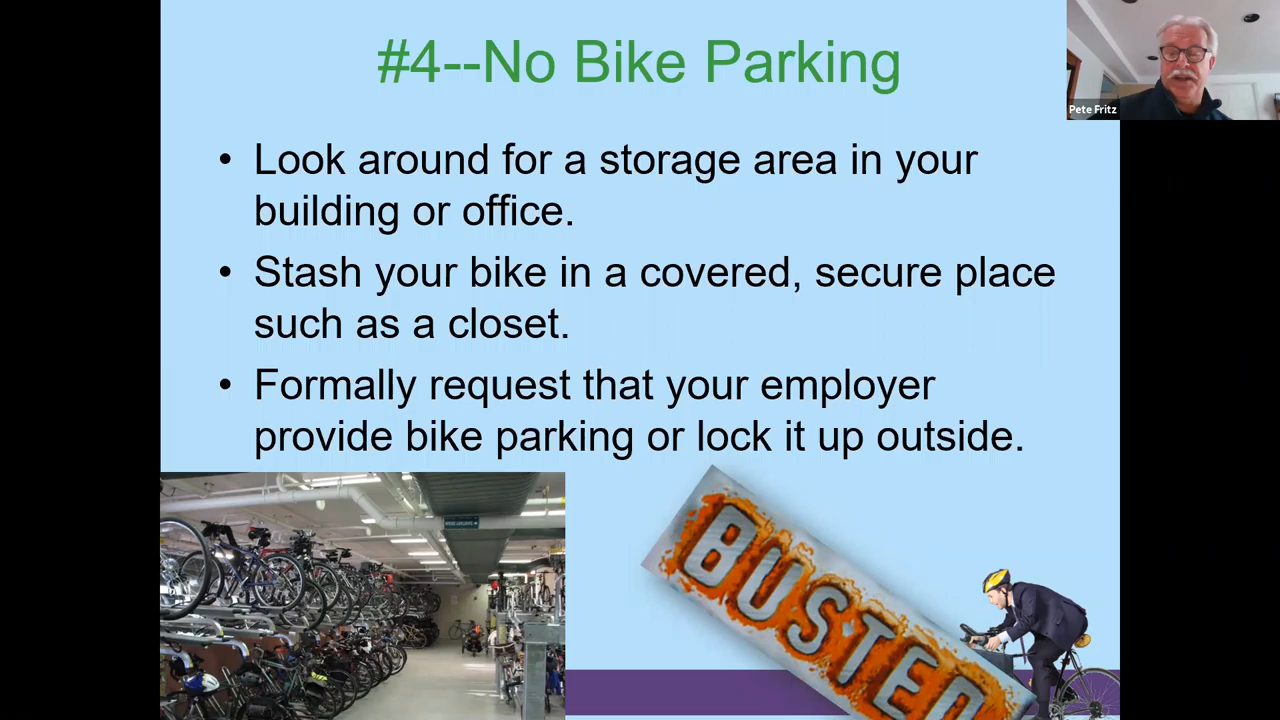 #4--No Bike Parking
Pete Fritz
• Look around for a storage area in your
building or office.
• Stash your bike in a covered, secure place
such as a closet.
• Formally request that your employer
provide bike parking or lock it up outside.
BUSTED